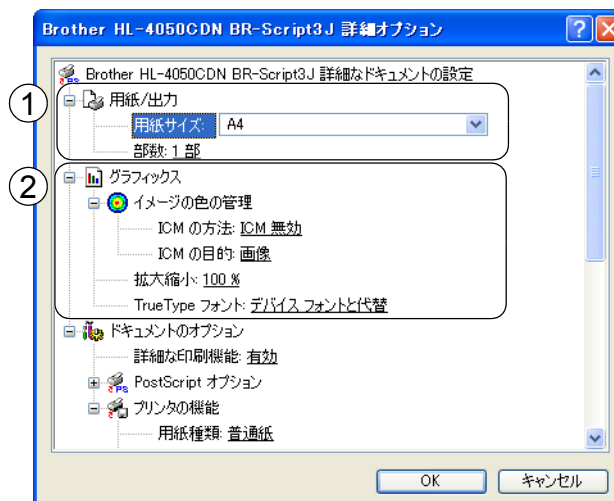 Brother HL-4050CDN BR-Script3J 詳細オプション
Brother HL-4050CDN BR-Script3J 詳細なドキュメントの設定
1
用紙/出力
用紙サイズ: A4
部数: 1 部
2
グラフィックス
イメージの色の管理
ICM の方法: ICM 無効
ICM の目的: 画像
拡大縮小: 100 %
TrueType フォント: デバイス フォントと代替
ドキュメントのオプション
詳細な印刷機能: 有効
PostScript オプション
プリンタの機能
用紙種類: 普通紙
OK キャンセル